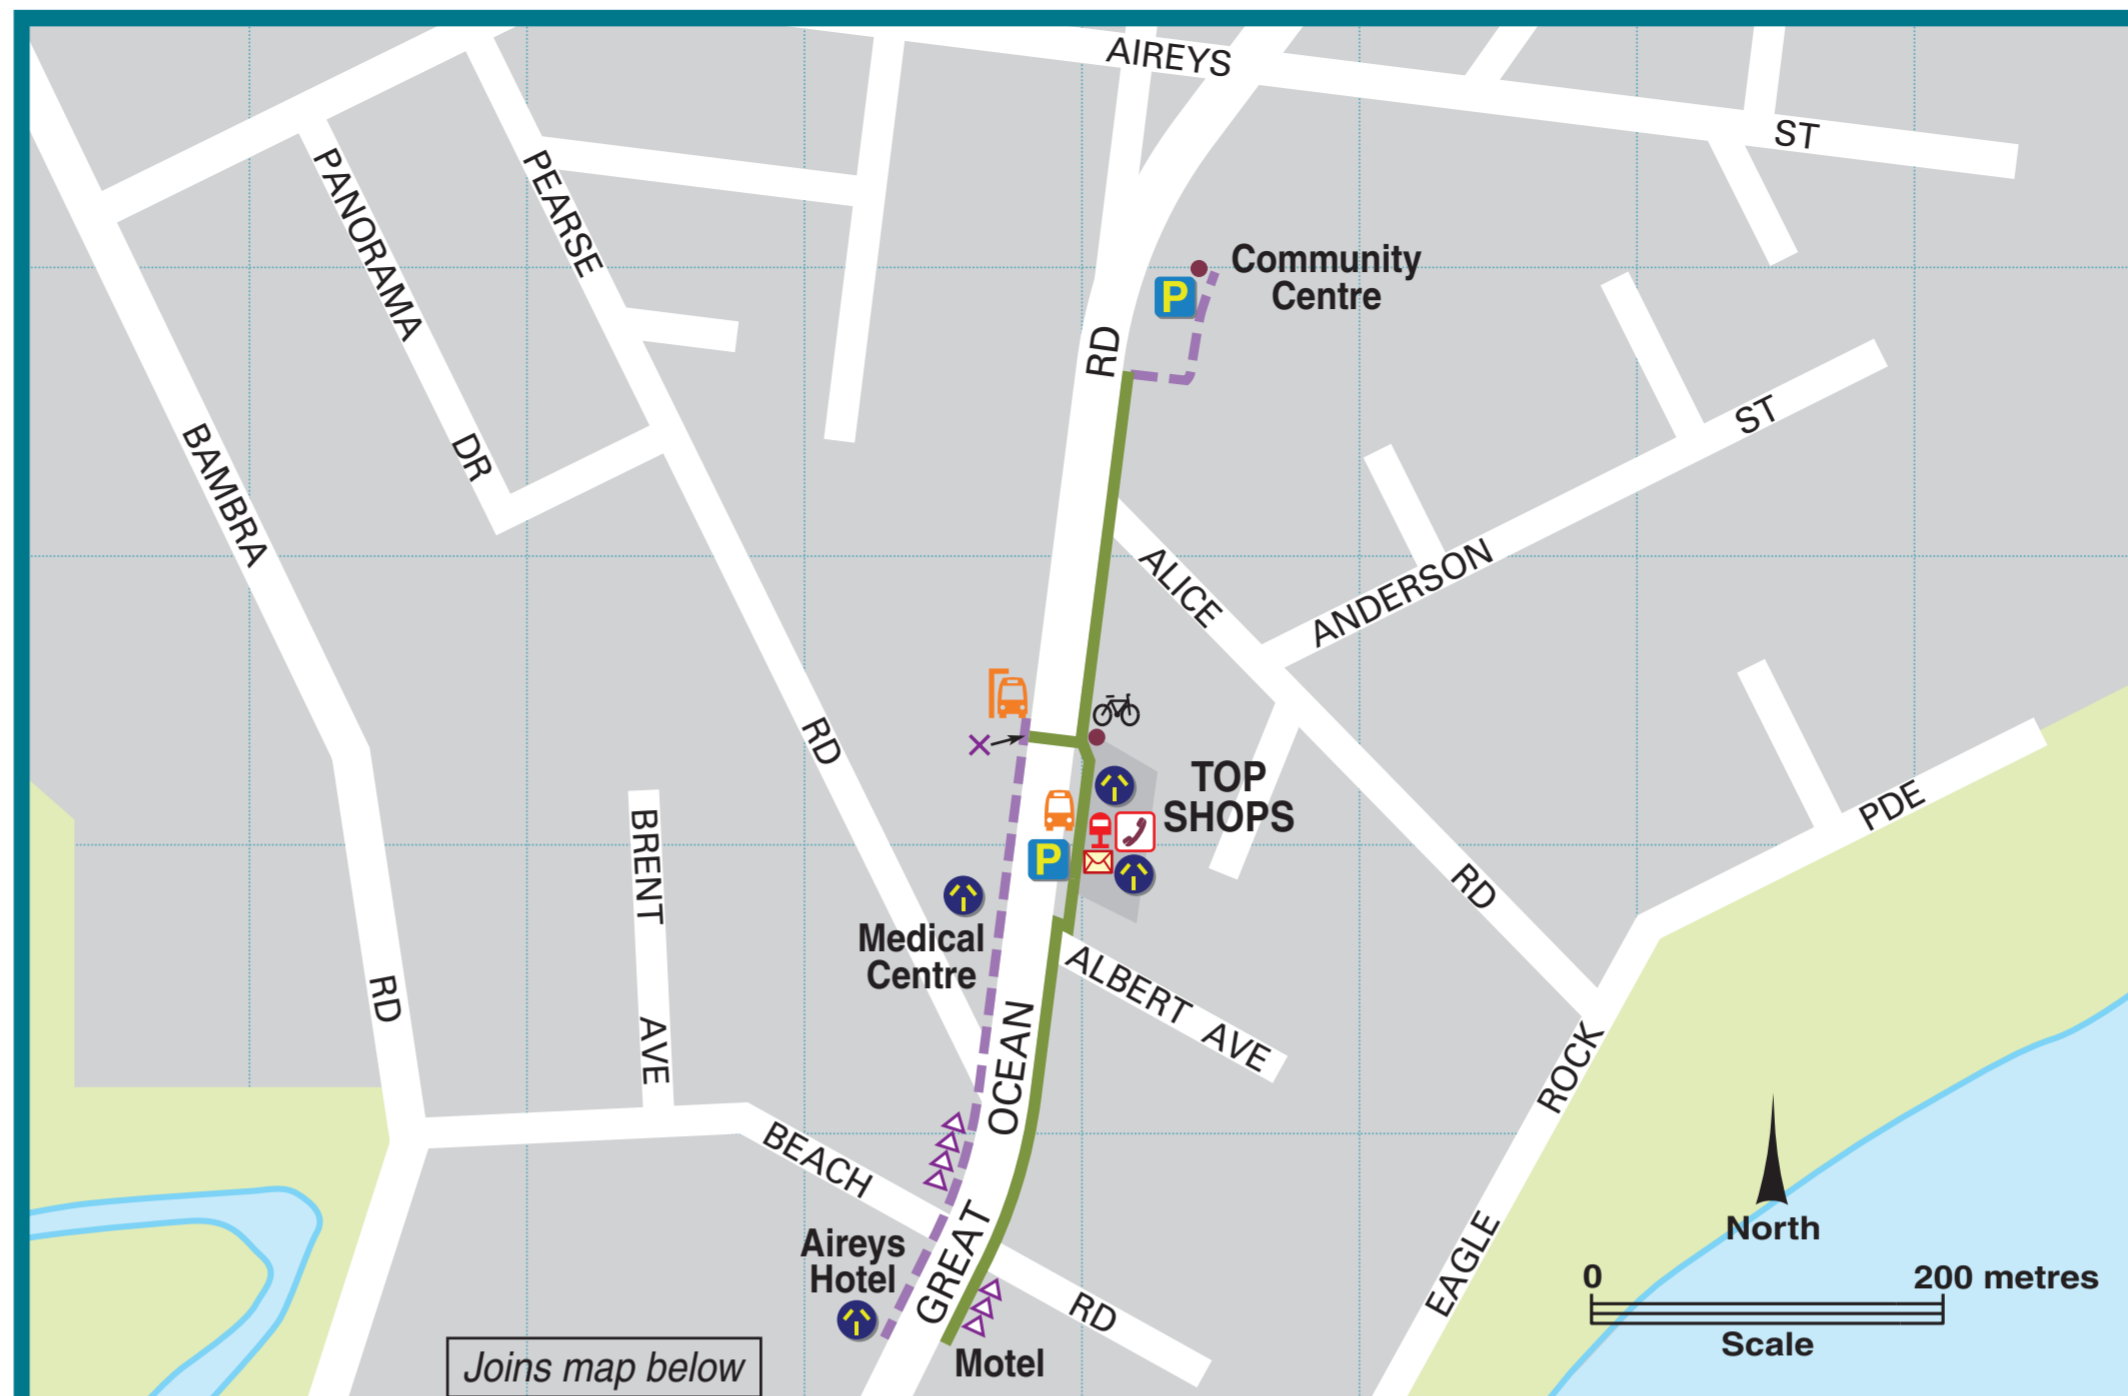 AIREYS
ST
PANORAMA
DR
PEARSE
RD
BAMBRA
RD
RD
Community
Centre
P
ST
ANDERSON
ALICE
RD
TOP
SHOPS
P
PDE
BRENT
AVE
Medical
Centre
ALBERT AVE
OCEAN
GREAT
BEACH
RD
Aireys
Hotel
Motel
EAGLE
ROCK
North
0
200 metres
Scale
Joins map below